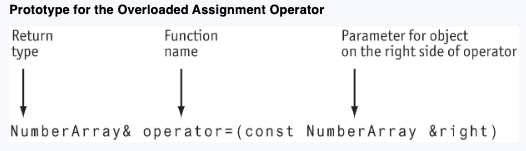 Prototype for the Overloaded Assignment Operator
Return type
Function name
Parameter for object on the right side of operator
NumberArray& operator=(const NumberArray &right)